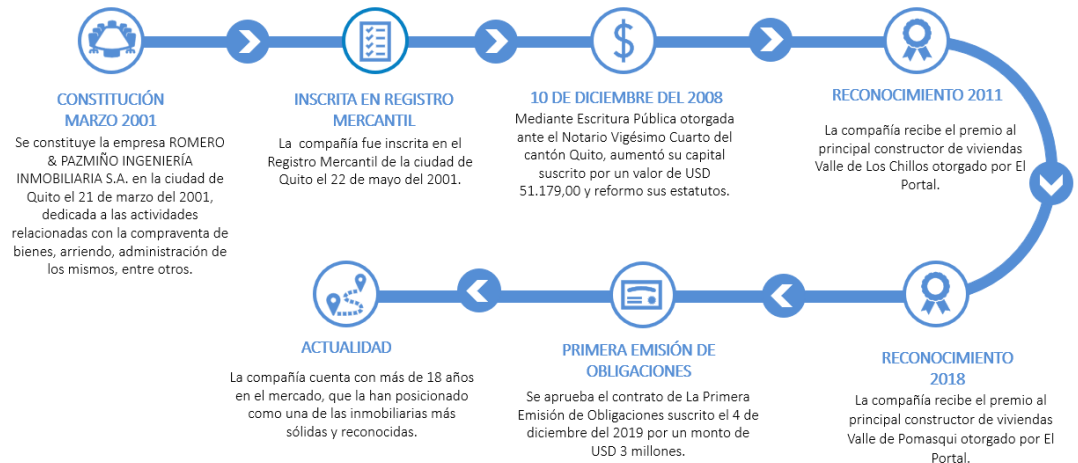 CONSTITUCIÓN
MARZO 2001
Se constituye la empresa ROMERO
& PAZMIÑO INGENIERÍA
INMOBILIARIA S.A. en la ciudad de
Quito el 21 de marzo del 2001,
dedicada a las actividades
relacionadas con la compraventa de
bienes, arriendo, administración de
los mismos, entre otros.
INSCRITA EN REGISTRO
MERCANTIL
La compañía fue inscrita en el
Registro Mercantil de la ciudad de
Quito el 22 de mayo del 2001.
10 DE DICIEMBRE DEL 2008
Mediante Escritura Pública otorgada
ante el Notario Vigésimo Cuarto del
cantón Quito, aumentó su capital
suscrito por un valor de USD
51.179,00 y reformo sus estatutos.
RECONOCIMIENTO 2011
La compañía recibe el premio al
principal constructor de viviendas
Valle de Los Chillos otorgado por El
Portal.
RECONOCIMIENTO
2018
La compañía recibe el premio al
principal constructor de viviendas
Valle de Pomasqui otorgado por El
Portal.
PRIMERA EMISIÓN DE
OBLIGACIONES
Se aprueba el contrato de La Primera
Emisión de Obligaciones suscrito el 4 de
diciembre del 2019 por un monto de
USD 3 millones.
ACTUALIDAD
La compañía cuenta con más de 18 años
en el mercado, que la han posicionado
como una de las inmobiliarias más
sólidas y reconocidas.